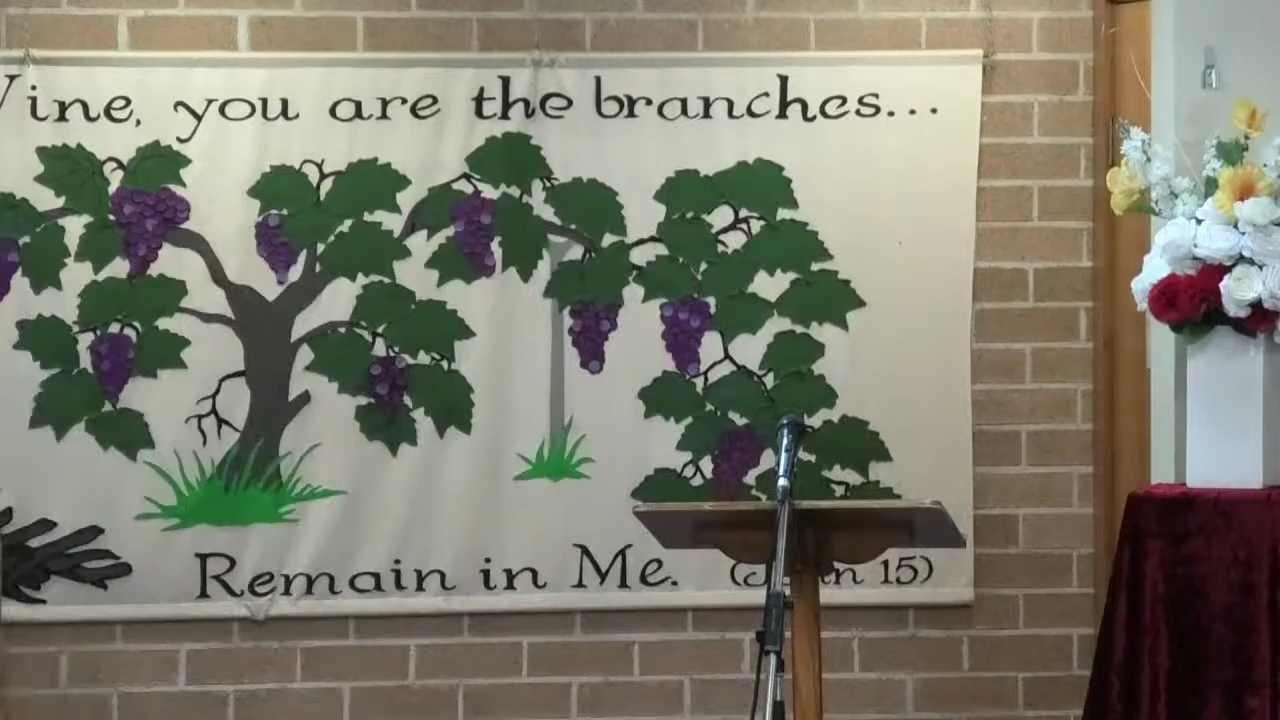 Vine, you are the branches...
Remain in Me. 15)